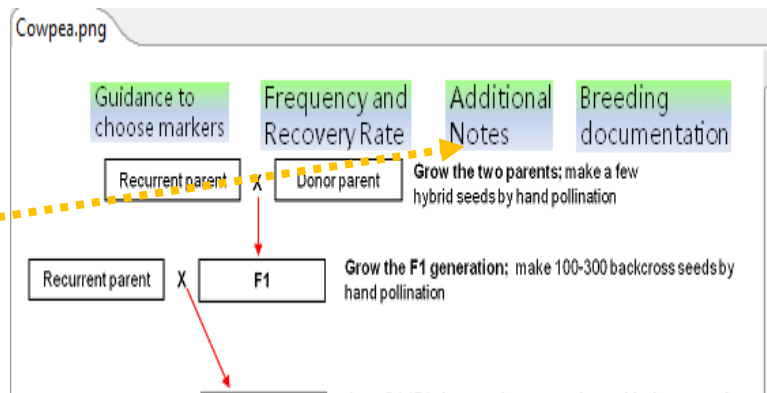 Cowpea.png
Guidance to
choose markers
Frequency and
Recovery Rate
Additional
Notes
Breeding
documentation
Recurrent parent
X
Donor parent
Grow the two parents; make a few
hybrid seeds by hand pollination
Recurrent parent
X
F1
Grow the F1 generation; make 100-300 backcross seeds by
hand pollination